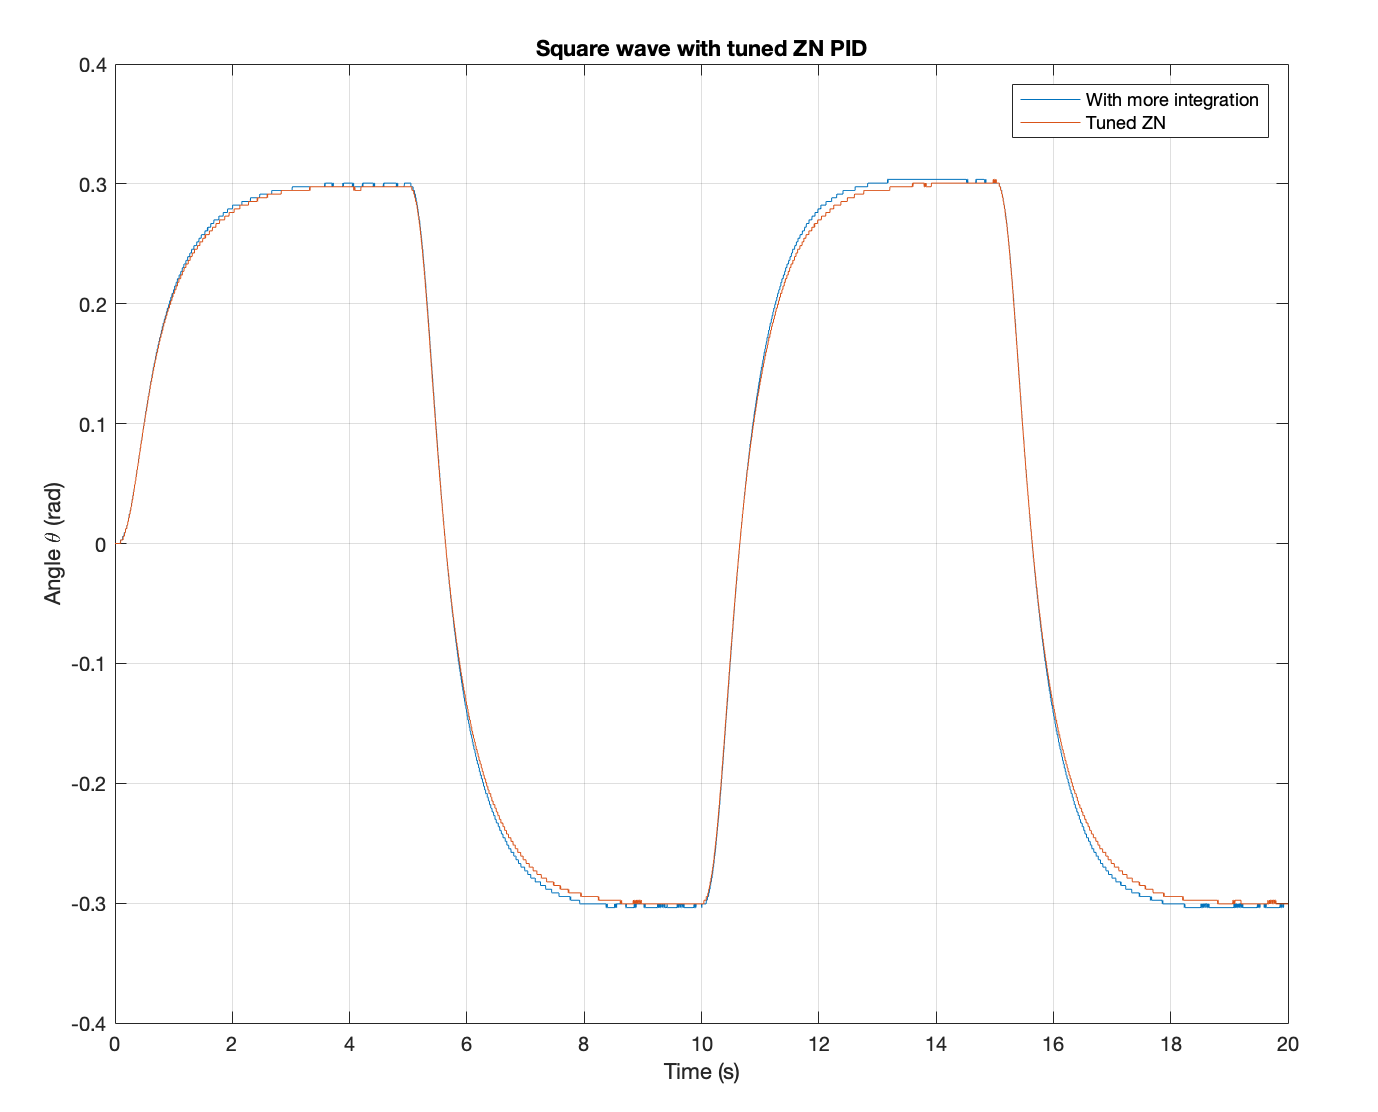 Square wave with tuned ZN PID
With more integration
Tuned ZN
0.4
0.3
0.2
0.1
0
-0.1
-0.2
-0.3
-0.4
Angle θ (rad)
0 2 4 6 8 10 12 14 16 18 20
Time (s)